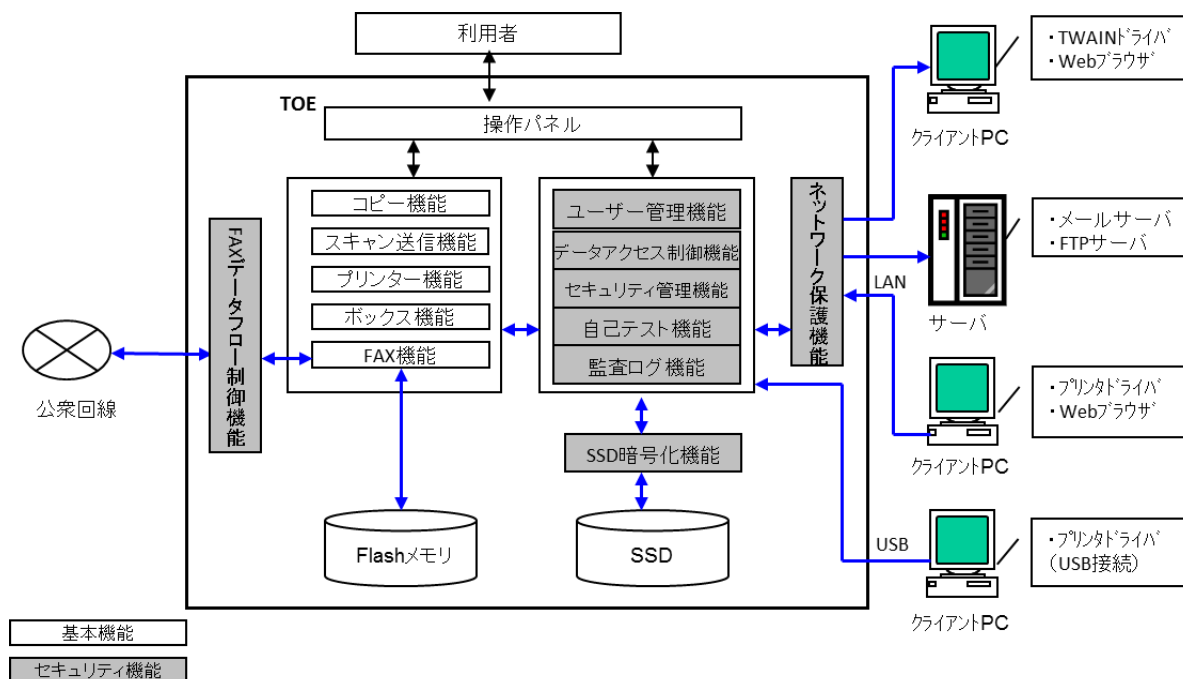 利用者
TOE
操作パネル
コピー機能
スキャン送信機能
プリンター機能
ボックス機能
FAX機能
ユーザー管理機能
データアクセス制御機能
セキュリティ管理機能
自己テスト機能
監査ログ機能
FAXデータフロー制御機能
ネットワーク保護機能
公衆回線
SSD暗号化機能
Flashメモリ
SSD
LAN
USB
・TWAINドライバ
・Webブラウザ
クライアントPC
・メールサーバ
・FTPサーバ
サーバ
・プリンタドライバ
・Webブラウザ
クライアントPC
・プリンタドライバ
（USB接続）
クライアントPC
基本機能
セキュリティ機能